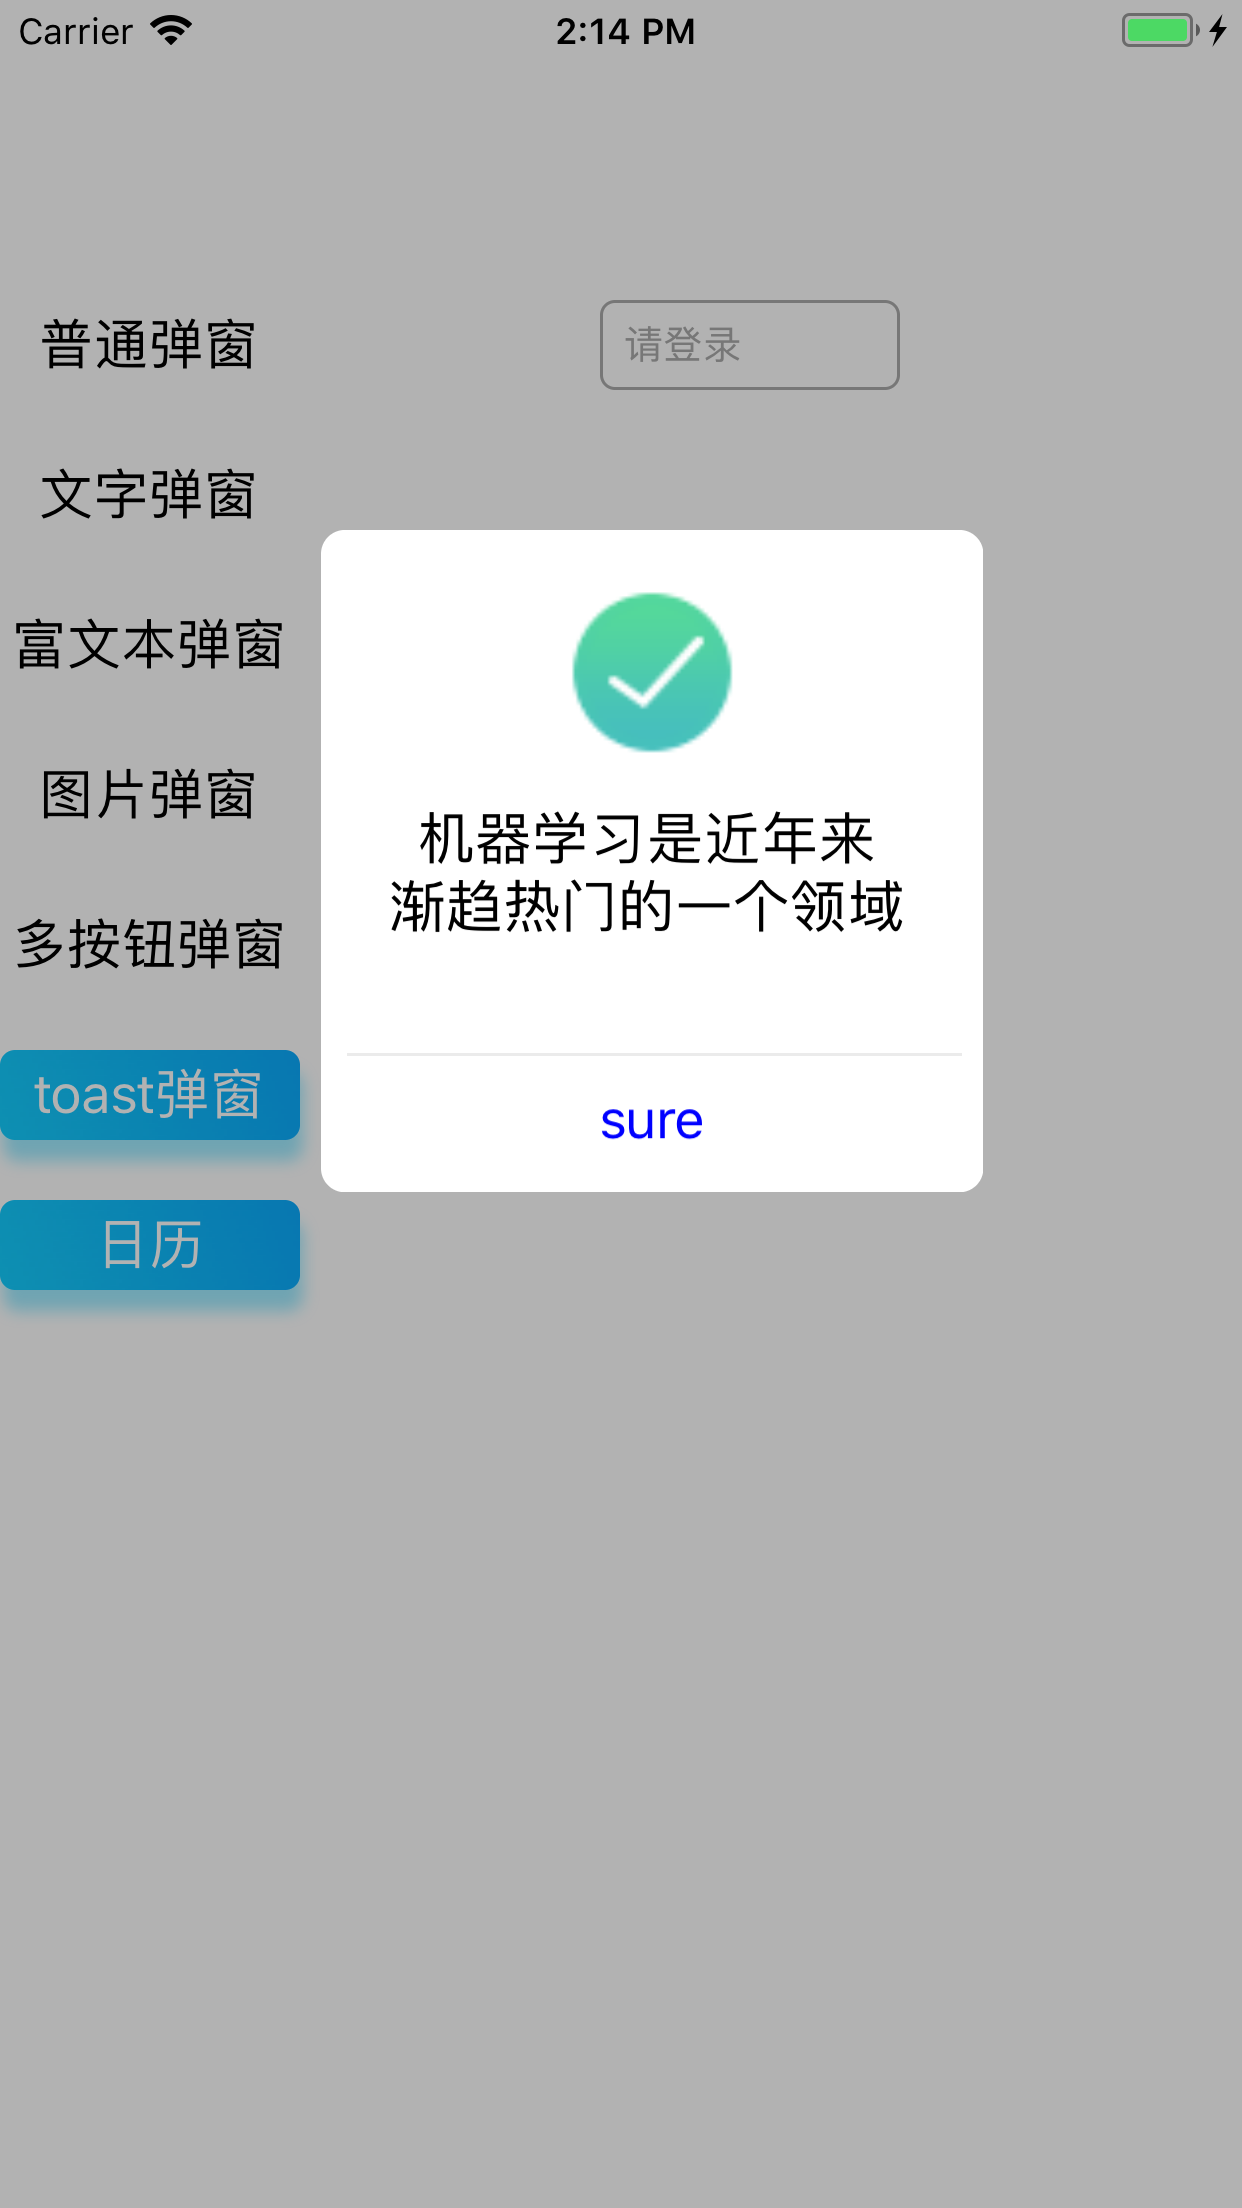 Carrier
2:14 PM
普通弹窗
请登录
文字弹窗
富文本弹窗
图片弹窗
多按钮弹窗
toast弹窗
日历
机器学习是近年来
渐趋热门的一个领域
sure